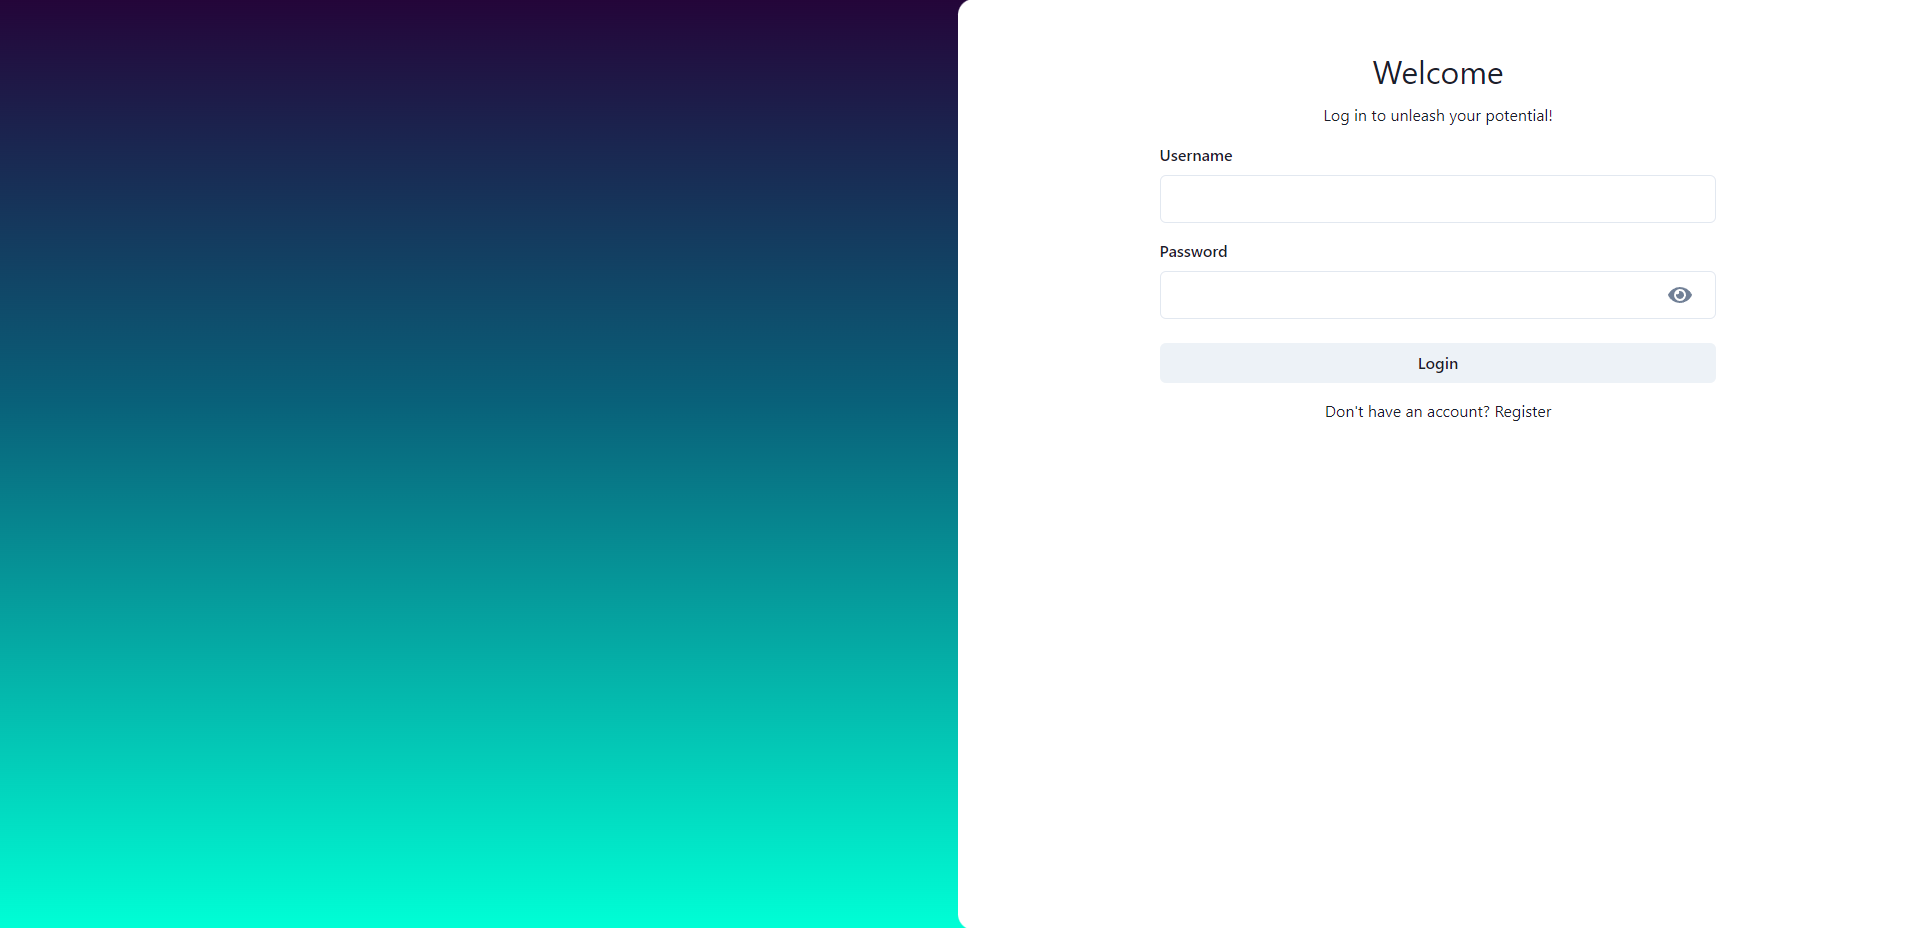 Welcome
Log in to unleash your potential!
Username
Password
Login
Don't have an account? Register